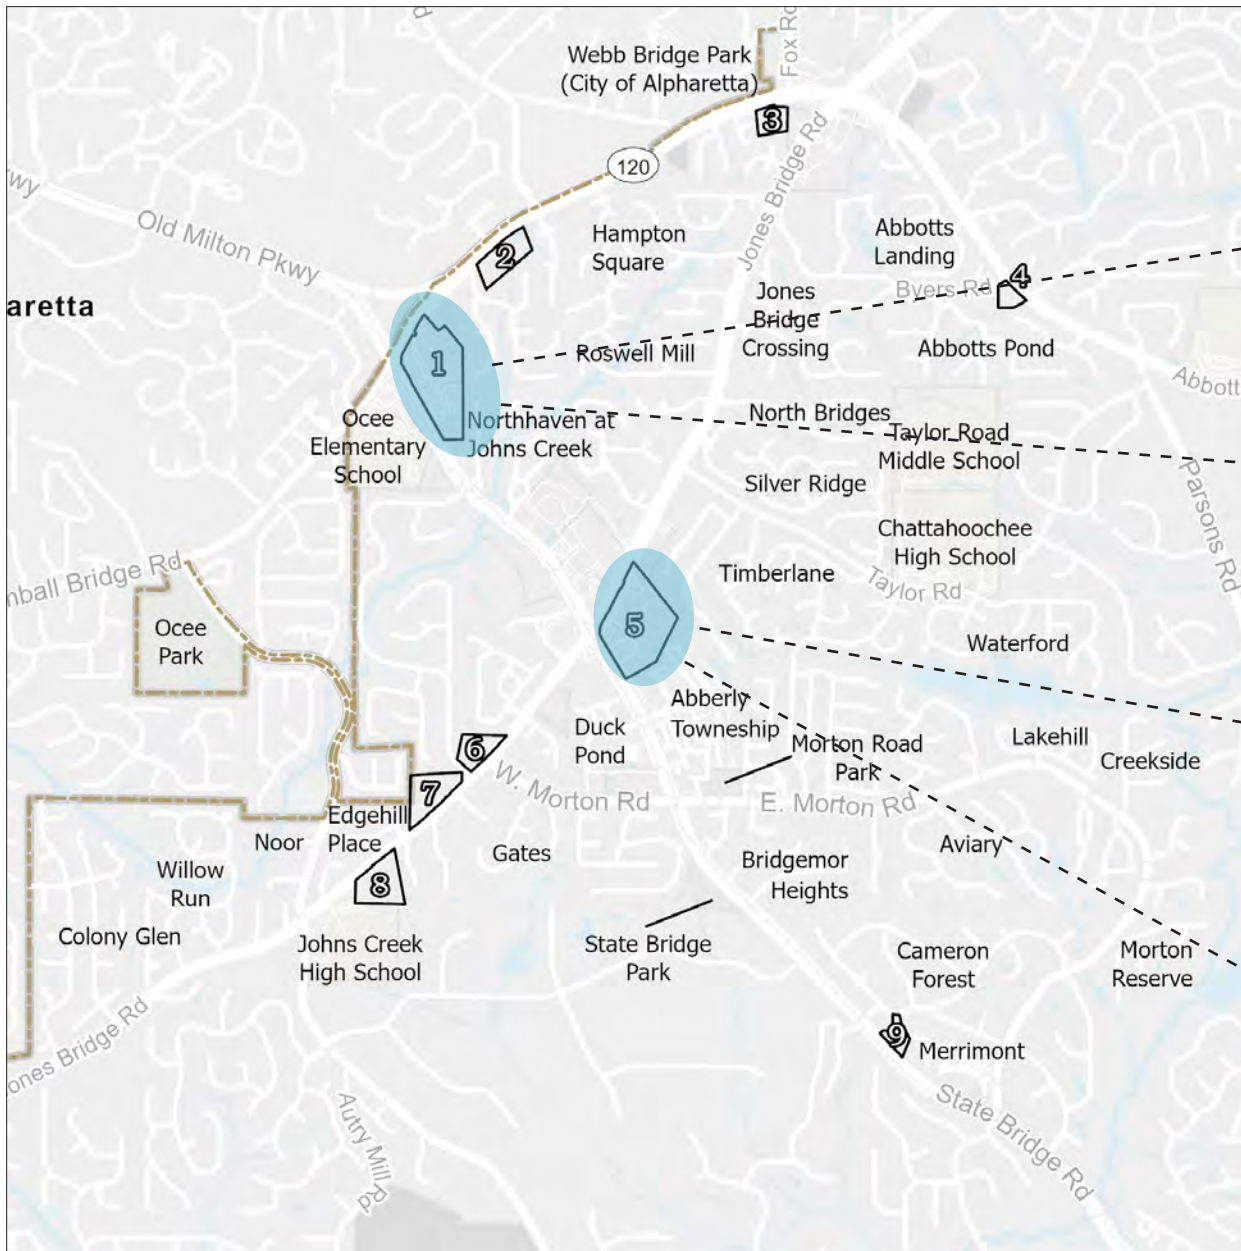 Webb Bridge Park
(City of Alpharetta)
Fox Rd
3
120
Jones Bridge Rd
Old Milton Pkwy
2
Hampton
Square
Abbotts
Landing
4
Byers Rd
aretta
Jones
Bridge
Crossing
1
Roswell Mill
Abbotts Pond
Abbott
Ocee
Elementary
School
Northhaven at
Johns Creek
North Bridges
Taylor Road
Middle School
Parsons Rd
Silver Ridge
Chattahoochee
High School
mball Bridge Rd
Timberlane
Taylor Rd
5
Ocee
Park
Waterford
Abberly
Township
Duck
Pond
6
Morton Road
Park
Lakehill
Creekside
7
W. Morton Rd
E. Morton Rd
Edgehill
Place
Noor
Gates
Aviary
Willow
Run
8
Bridgemor
Heights
Colony Glen
Johns Creek
High School
State Bridge
Park
Cameron
Forest
Morton
Reserve
ones Bridge Rd
9
Merrimont
Autry Mill Rd
State Bridge Rd